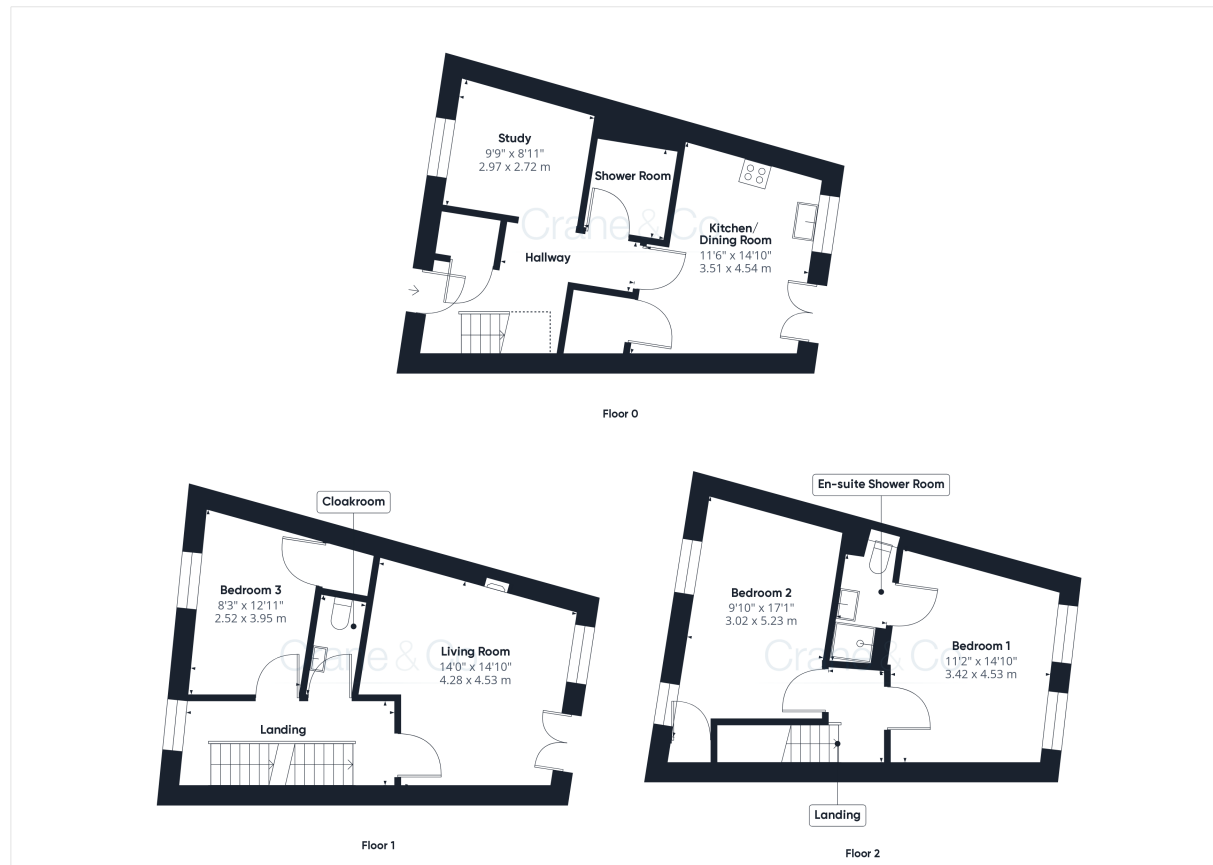 Study
9'9" x 8'11"
2.97 x 2.72 m
Shower Room
Crane & Co
Kitchen/
Dining Room
11'6" x 14'10"
3.51 x 4.54 m
Hallway
Floor 0
Cloakroom
Bedroom 3
8'3" x 12'11"
2.52 x 3.95 m
Crane & Co
Living Room
14'0" x 14'10"
4.28 x 4.53 m
Landing
Floor 1
En-suite Shower Room
Bedroom 2
9'10" x 17'1"
3.02 x 5.23 m
Crane & Co
Bedroom 1
11'2" x 14'10"
3.42 x 4.53 m
Landing
Floor 2